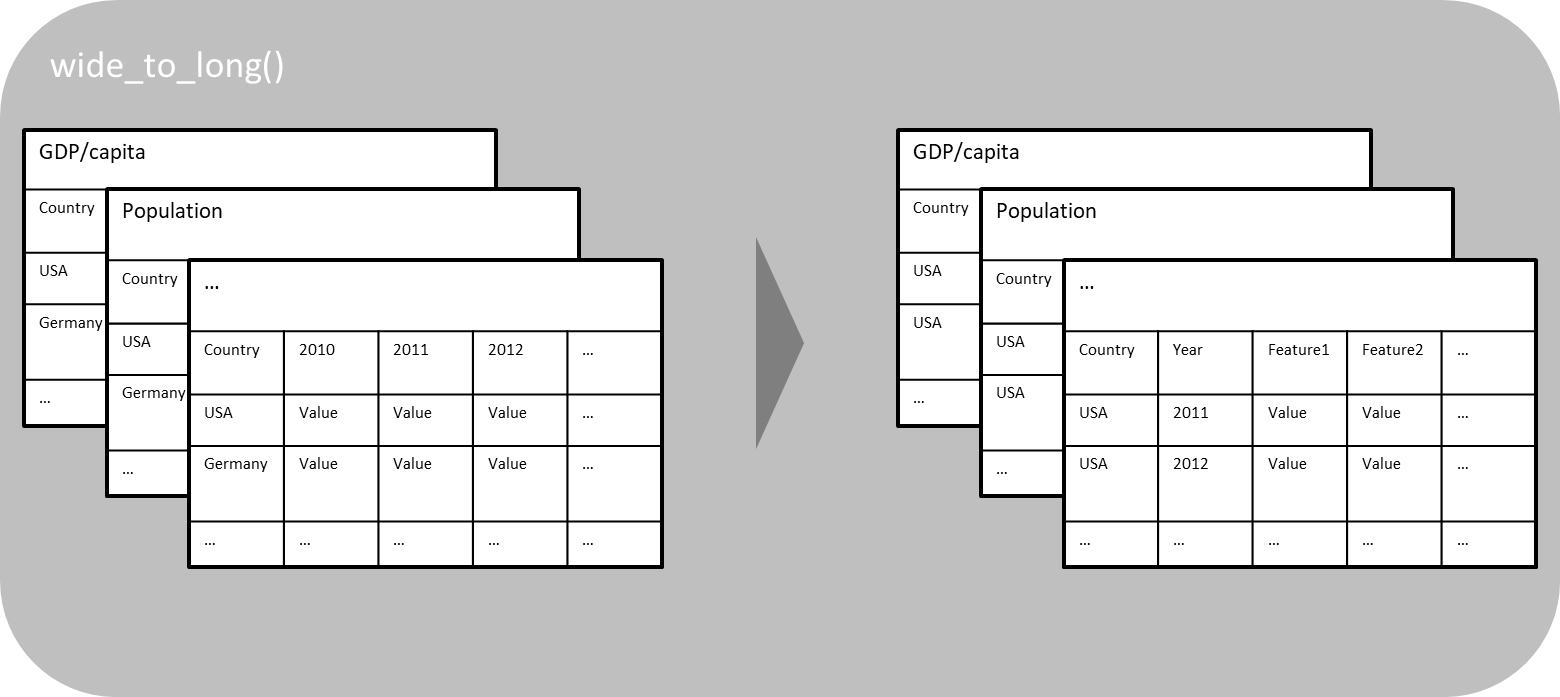 wide_to_long()
GDP/capita
Country
USA
Germany
...
Population
Country
USA
Germany
...
...
Country 2010 2011 2012 ...
USA Value Value Value ...
Germany Value Value Value ...
... ... ... ... ...
GDP/capita
Country
USA
USA
...
Population
Country
USA
USA
...
...
Country Year Feature1 Feature2 ...
USA 2011 Value Value ...
USA 2012 Value Value ...
... ... ... ... ...